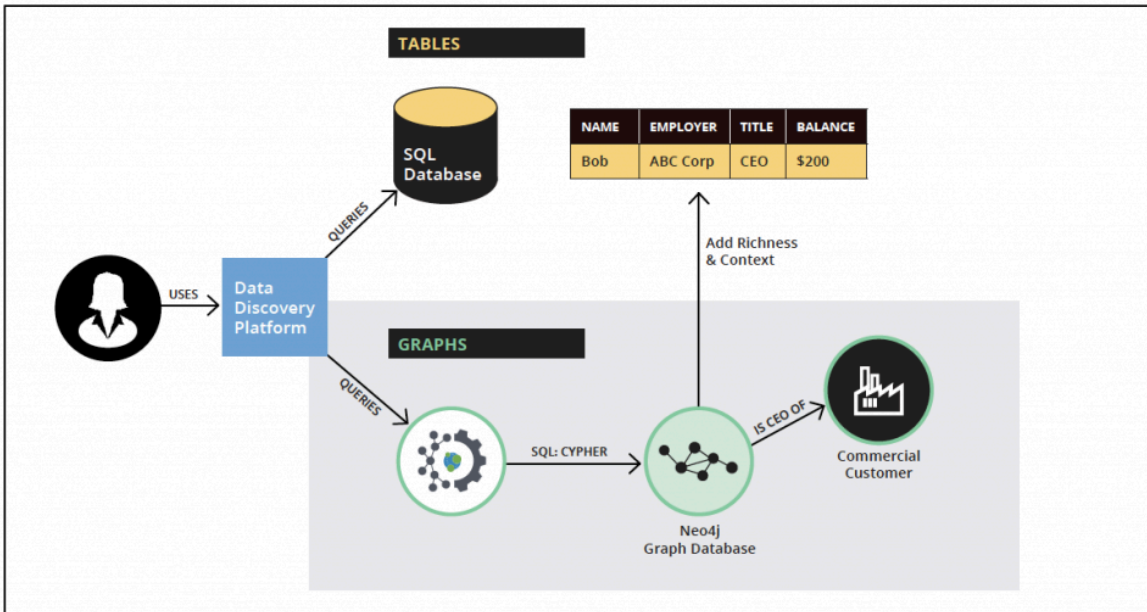 TABLES
SQL
Database
NAME EMPLOYER TITLE BALANCE
Bob ABC Corp CEO $200
QUERIES
Add Richness
& Context
USES
Data
Discovery
Platform
GRAPHS
QUERIES
SQL: CYPHER
IS CEO OF
Commercial
Customer
Neo4j
Graph Database